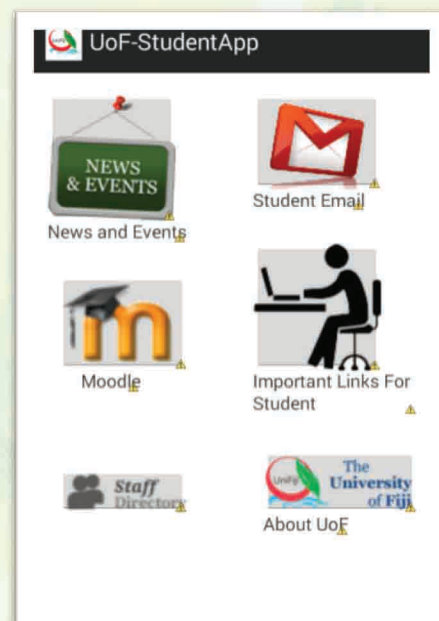 UoF-StudentApp
NEWS
& EVENTS
News and Events
Student Email
Moodle
Important Links For
Student
Staff
Directory
UniFiji
The
University
of Fiji
About UoF